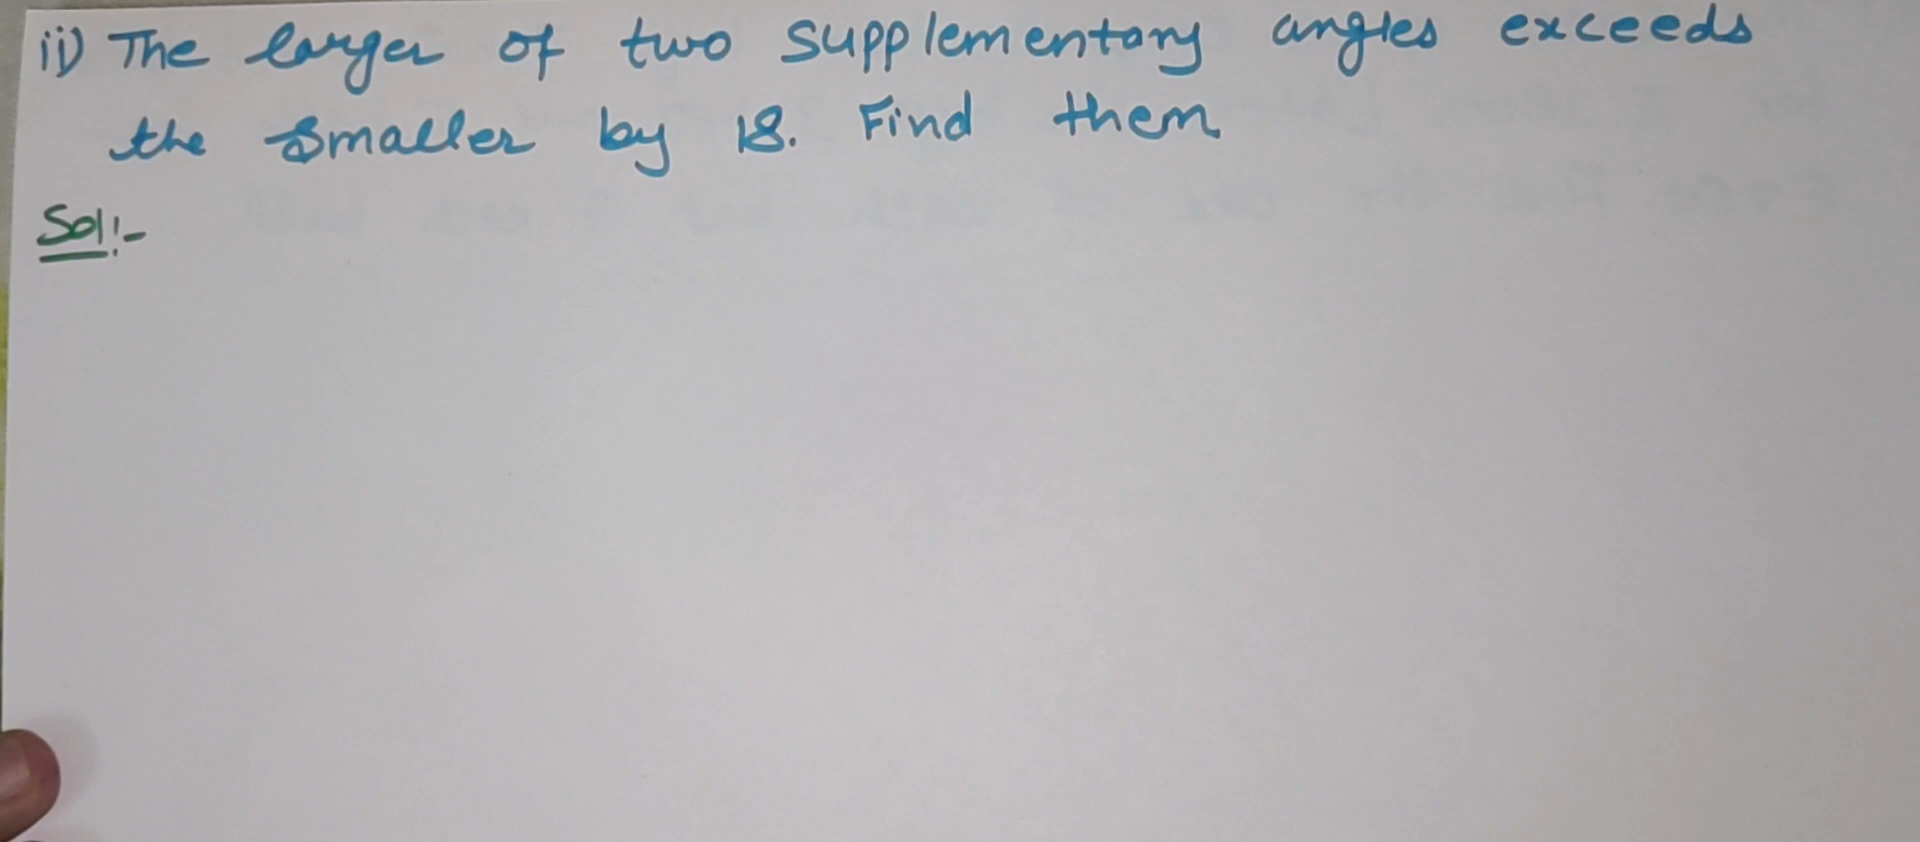 ii) The larger of two supplementary angles exceeds
the smaller by 18. Find them
Sol:-